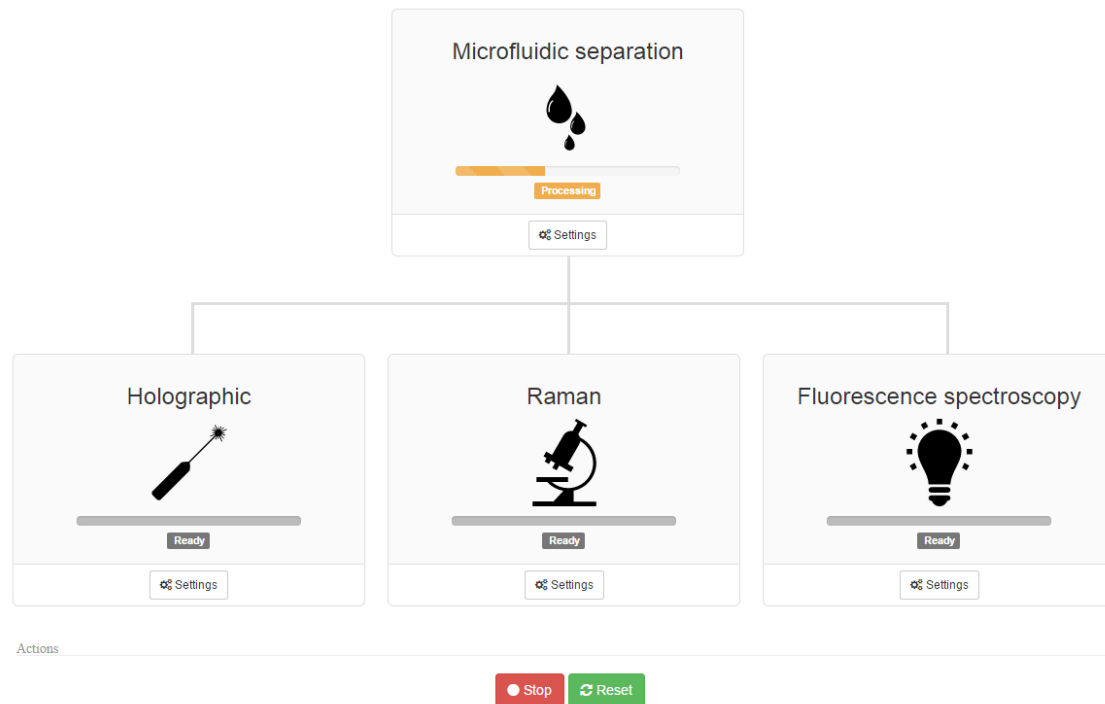 Microfluidic separation
Processing
Settings
Holographic
Ready
Settings
Raman
Ready
Settings
Fluorescence spectroscopy
Ready
Settings
Actions
Stop
Reset